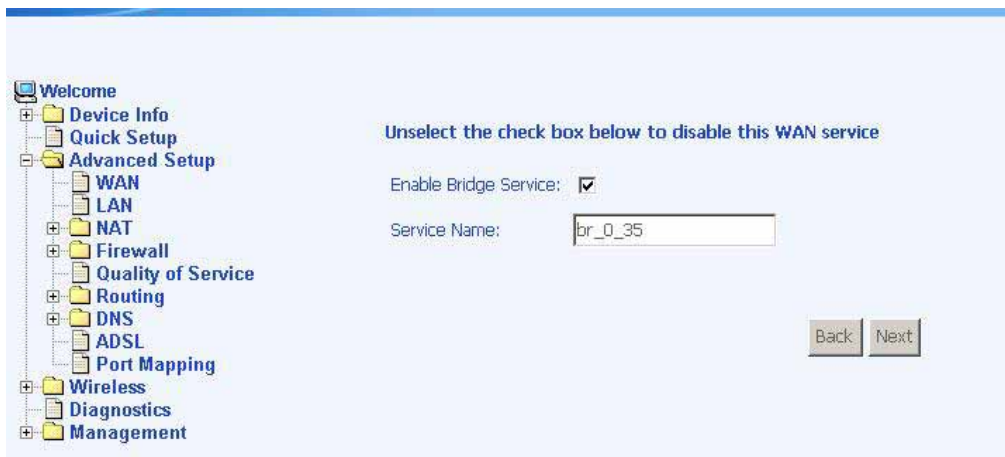 Welcome
Device Info
Quick Setup
Advanced Setup
WAN
LAN
NAT
Firewall
Quality of Service
Routing
DNS
ADSL
Port Mapping
Wireless
Diagnostics
Management
Unselect the check box below to disable this WAN service
Enable Bridge Service:
Service Name: br_0_35
Back Next